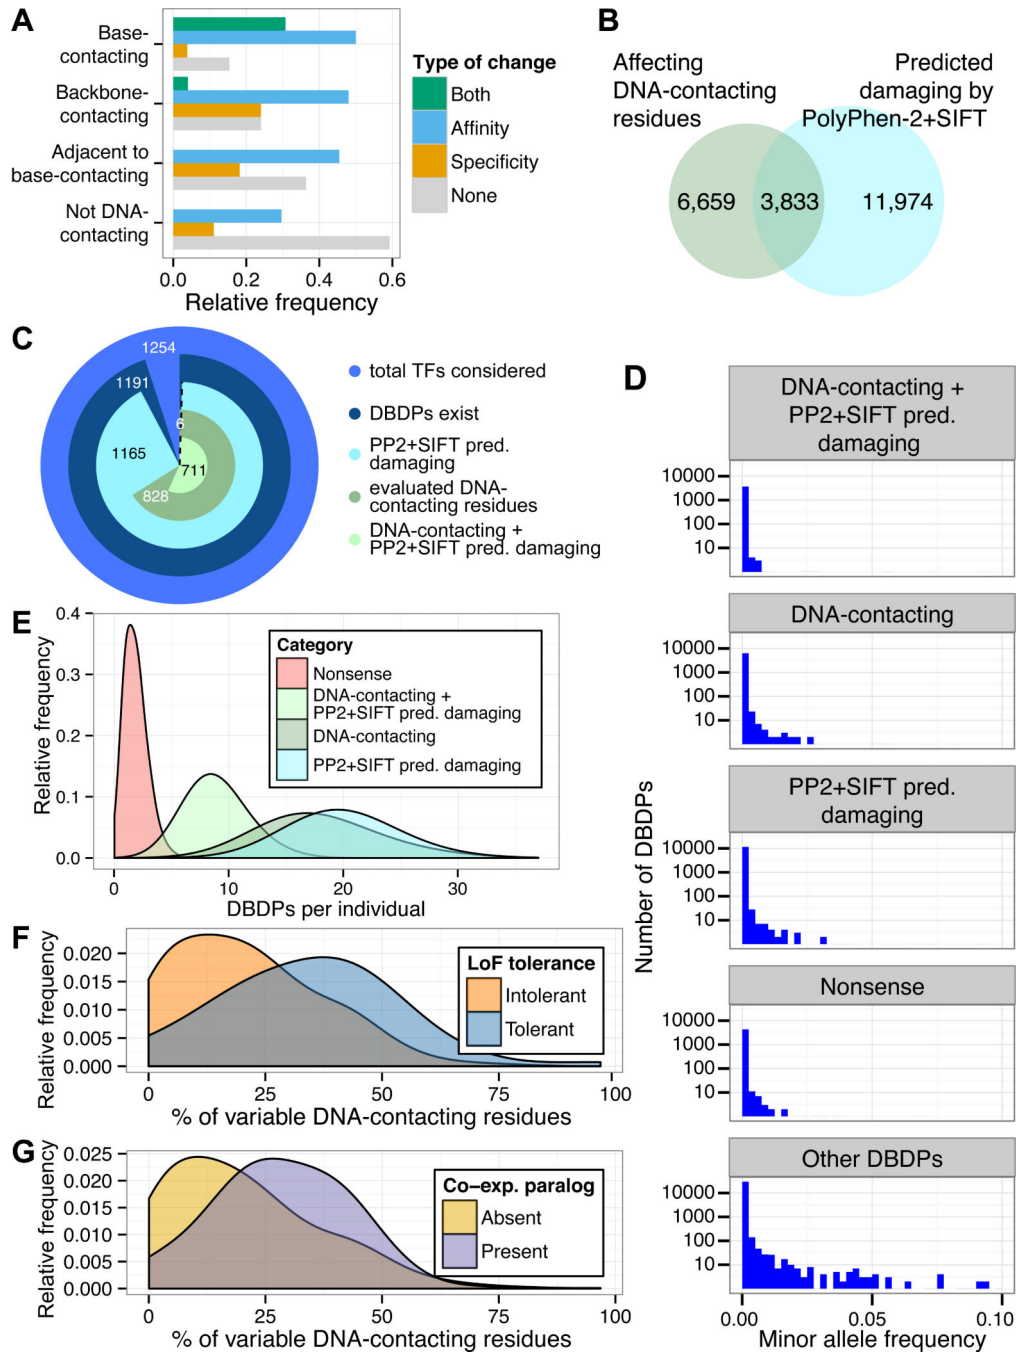 A
Base-
contacting
Backbone-
contacting
Adjacent to
base-contacting
Not DNA-
contacting
0.0
0.2
0.4
0.6
Relative frequency
Type of change
Both
Affinity
Specificity
None
B
Affecting
DNA-contacting
residues
Predicted
damaging by
PolyPhen-2+SIFT
6,659
3,833
11,974
C
1254
1191
6
1165
711
828
total TFs considered
DBDPs exist
PP2+SIFT pred.
damaging
evaluated DNA-
contacting residues
DNA-contacting +
PP2+SIFT pred. damaging
D
DNA-contacting +
PP2+SIFT pred.
damaging
10000
1000
100
10
DNA-contacting
10000
1000
100
10
PP2+SIFT pred.
damaging
10000
1000
100
10
Nonsense
10000
1000
100
10
Other DBDPs
10000
1000
100
10
0.00
0.05
0.10
Minor allele frequency
Number of DBDPs
E
Relative frequency
0.4
0.3
0.2
0.1
0.0
0
10
20
30
DBDPs per individual
Category
Nonsense
DNA-contacting +
PP2+SIFT pred. damaging
DNA-contacting
PP2+SIFT pred. damaging
F
Relative frequency
0.020
0.015
0.010
0.005
0.000
0
25
50
75
100
% of variable DNA-contacting residues
LoF tolerance
Intolerant
Tolerant
G
Relative frequency
0.025
0.020
0.015
0.010
0.005
0.000
0
25
50
75
100
% of variable DNA-contacting residues
Co–exp. paralog
Absent
Present